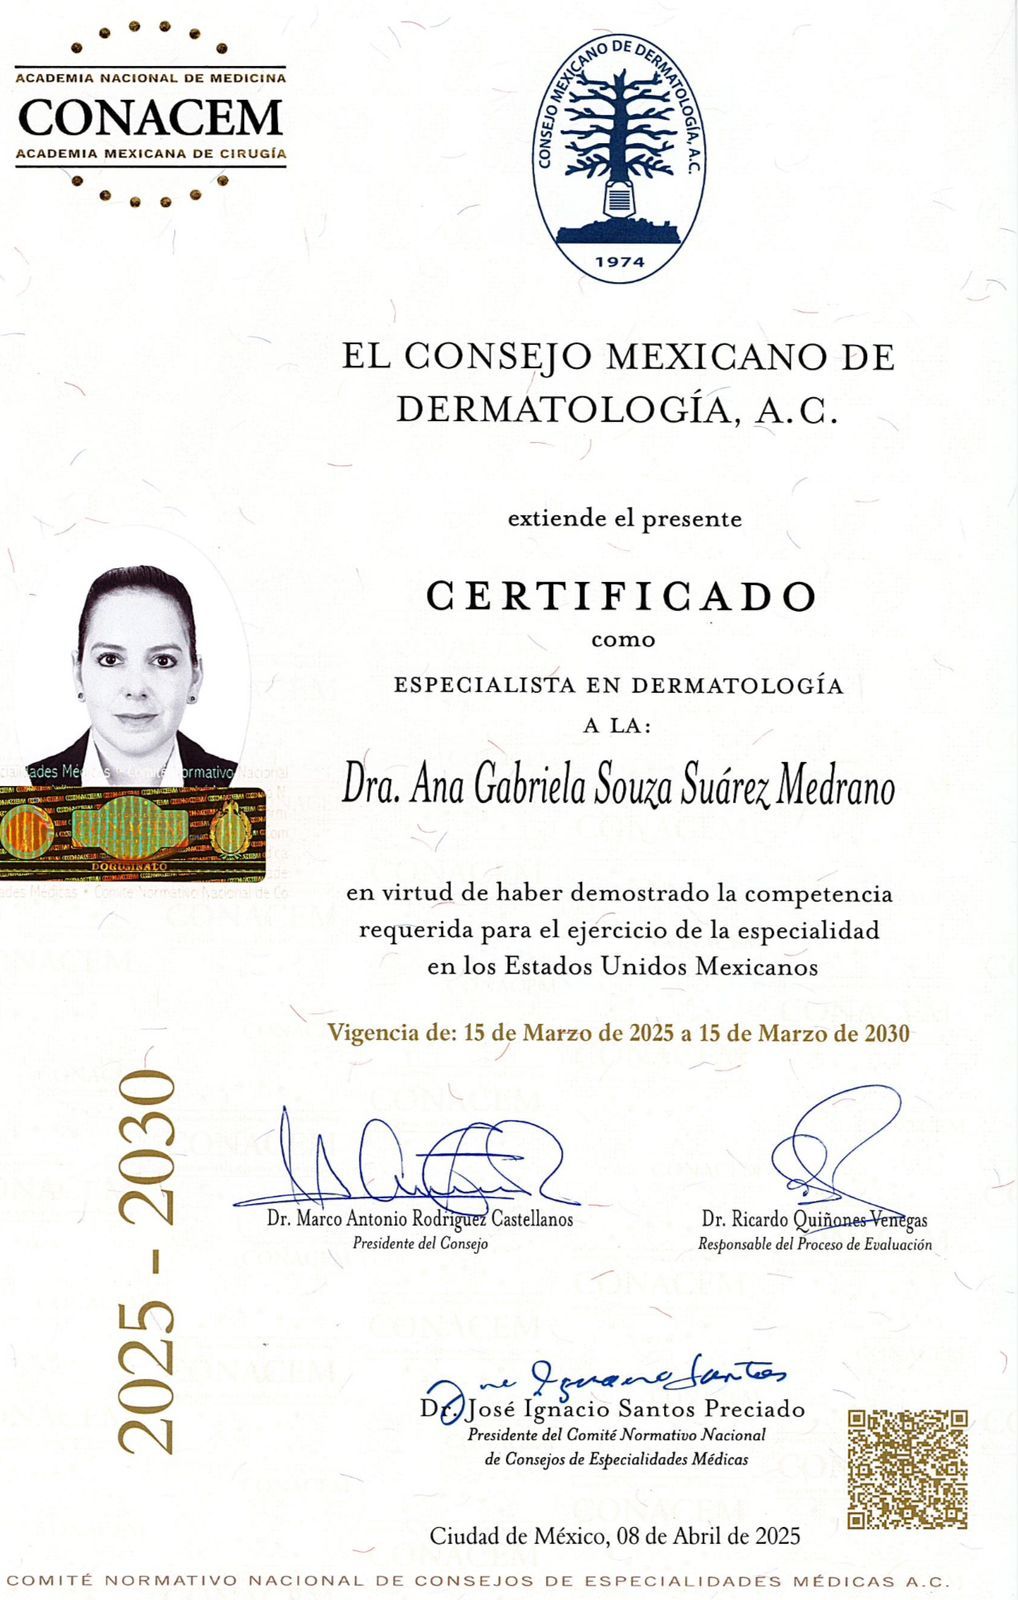 ACADEMIA NACIONAL DE MEDICINA
CONACEM
ACADEMIA MEXICANA DE CIRUGÍA
CONSEJO MEXICANO DE DERMATOLOGÍA, A.C.
1974
EL CONSEJO MEXICANO DE
DERMATOLOGÍA, A.C.
extiende el presente
CERTIFICADO
como
ESPECIALISTA EN DERMATOLOGÍA
A LA:
Dra. Ana Gabriela Souza Suárez Medrano
en virtud de haber demostrado la competencia
requerida para el ejercicio de la especialidad
en los Estados Unidos Mexicanos
Vigencia de: 15 de Marzo de 2025 a 15 de Marzo de 2030
2025 - 2030
Dr. Marco Antonio Rodríguez Castellanos
Presidente del Consejo
Dr. Ricardo Quiñones Venegas
Responsable del Proceso de Evaluación
Jose Ignacio Santos
Dr. José Ignacio Santos Preciado
Presidente del Comité Normativo Nacional
de Consejos de Especialidades Médicas
Ciudad de México, 08 de Abril de 2025
COMITÉ NORMATIVO NACIONAL DE CONSEJOS DE ESPECIALIDADES MÉDICAS A.C.